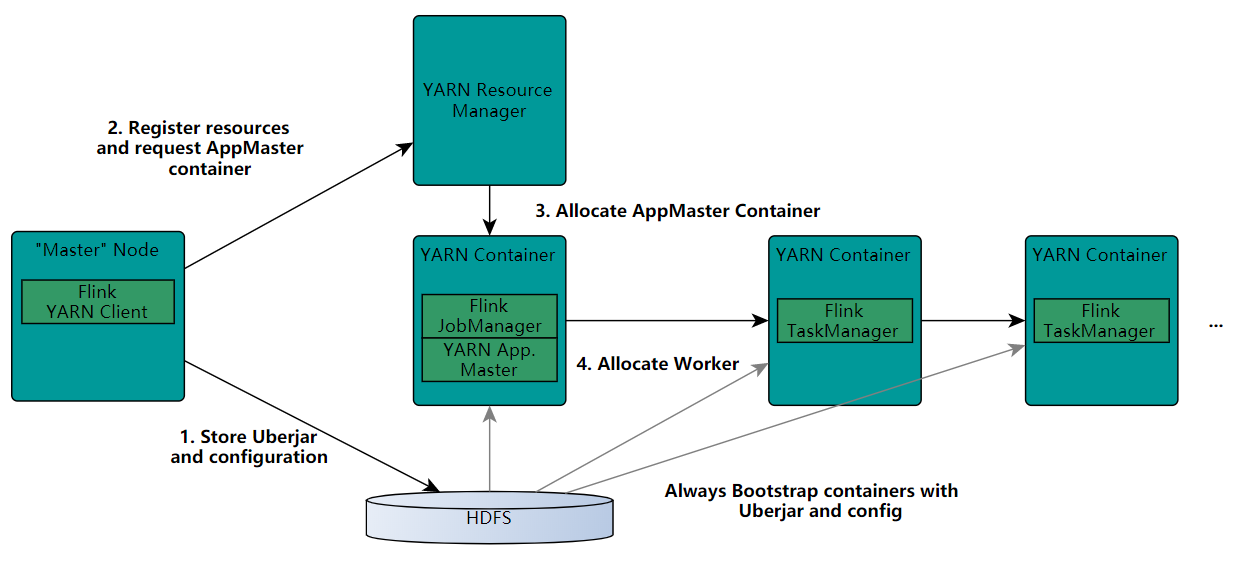 YARN Resource
Manager
2. Register resources
and request AppMaster
container
3. Allocate AppMaster Container
"Master" Node
Flink
YARN Client
YARN Container
Flink
JobManager
YARN App.
Master
4. Allocate Worker
YARN Container
Flink
TaskManager
YARN Container
Flink
TaskManager
...
1. Store Uberjar
and configuration
HDFS
Always Bootstrap containers with
Uberjar and config